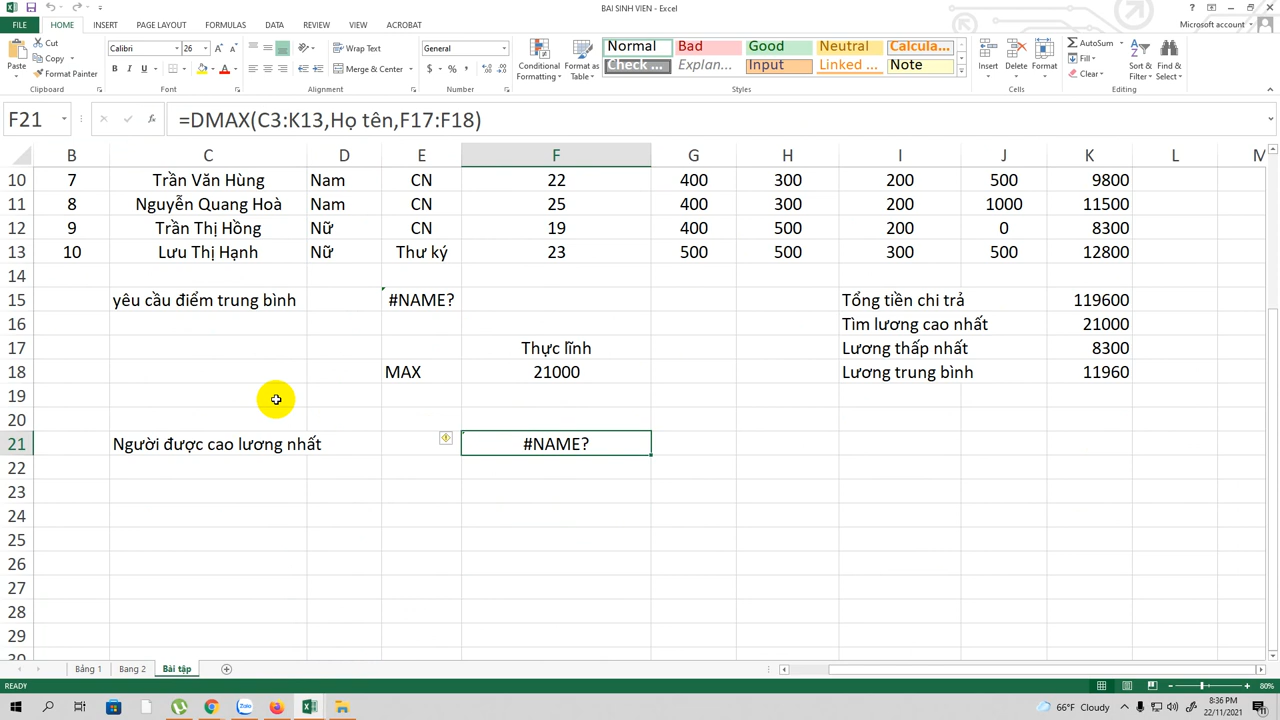 BAI SINH VIEN - Excel
FILE HOME INSERT PAGE LAYOUT FORMULAS DATA REVIEW VIEW ACROBAT Microsoft account
Paste Cut Copy Format Painter Clipboard
Calibri 26 Font
Wrap Text Merge & Center Alignment
General Number
Conditional Formatting Format as Table
Normal Bad Good Neutral Calcula...
Check ... Explan... Input Linked ... Note
Styles
Insert Delete Format Cells
AutoSum Fill Clear Sort & Filter Find & Select Editing
F21 =DMAX(C3:K13,Họ tên,F17:F18)
B C D E F G H I J K L M
10 7 Trần Văn Hùng Nam CN 22 400 300 200 500 9800
11 8 Nguyễn Quang Hoà Nam CN 25 400 300 200 1000 11500
12 9 Trần Thị Hồng Nữ CN 19 400 500 200 0 8300
13 10 Lưu Thị Hạnh Nữ Thư ký 23 500 500 300 500 12800
14
15 yêu cầu điểm trung bình #NAME? Tổng tiền chi trả 119600
16 Tìm lương cao nhất 21000
17 Thực lĩnh Lương thấp nhất 8300
18 MAX 21000 Lương trung bình 11960
19
20
21 Người được cao lương nhất #NAME?
22
23
24
25
26
27
28
29
30
Bảng 1 Bang 2 Bài tập
READY 80%
66°F Cloudy 8:36 PM
22/11/2021